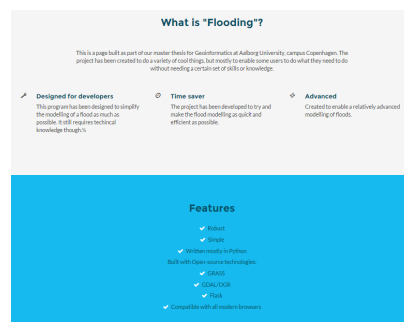 What is "Flooding"?
This is a page built as part of our master thesis for Geoinformatics at Aalborg University, campus Copenhagen. The
project has been created to do a variety of cool things, but mostly to enable some users to do what they need to do
without needing a certain set of skills or knowledge.
Designed for developers
This program has been designed to simplify
the modelling of a flood as much as
possible. It still requires techincal
knowledge though.%
Time saver
The project has been developed to try and
make the flood modelling as quick and
efficient as possible.
Advanced
Created to enable a relatively advanced
modelling of floods.
Features
Robust
Simple
Written mostly in Python
Built with Open-source technologies:
GRASS
GDAL/OGR
Flask
Compatible with all modern browsers